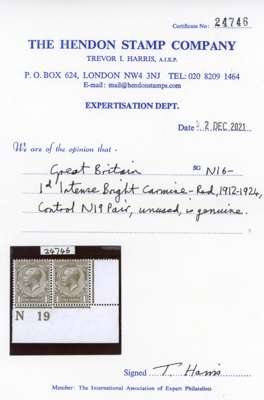 Certificate No: 24746
THE HENDON STAMP COMPANY
TREVOR I. HARRIS, A.I.E.P.
P. O. BOX 624, LONDON NW4 3NJ TEL: 020 8209 1464
E-mail: mail@hendonstamps.com
EXPERTISATION DEPT.
Date 2 DEC 2021
We are of the opinion that -
Great Britain SG N16-
1d Intense Bright Carmine-Red, 1912-1924,
Control N19 Pair, unused, is genuine.
24746
N 19
Signed T. Harris
Member: The International Association of Expert Philatelists